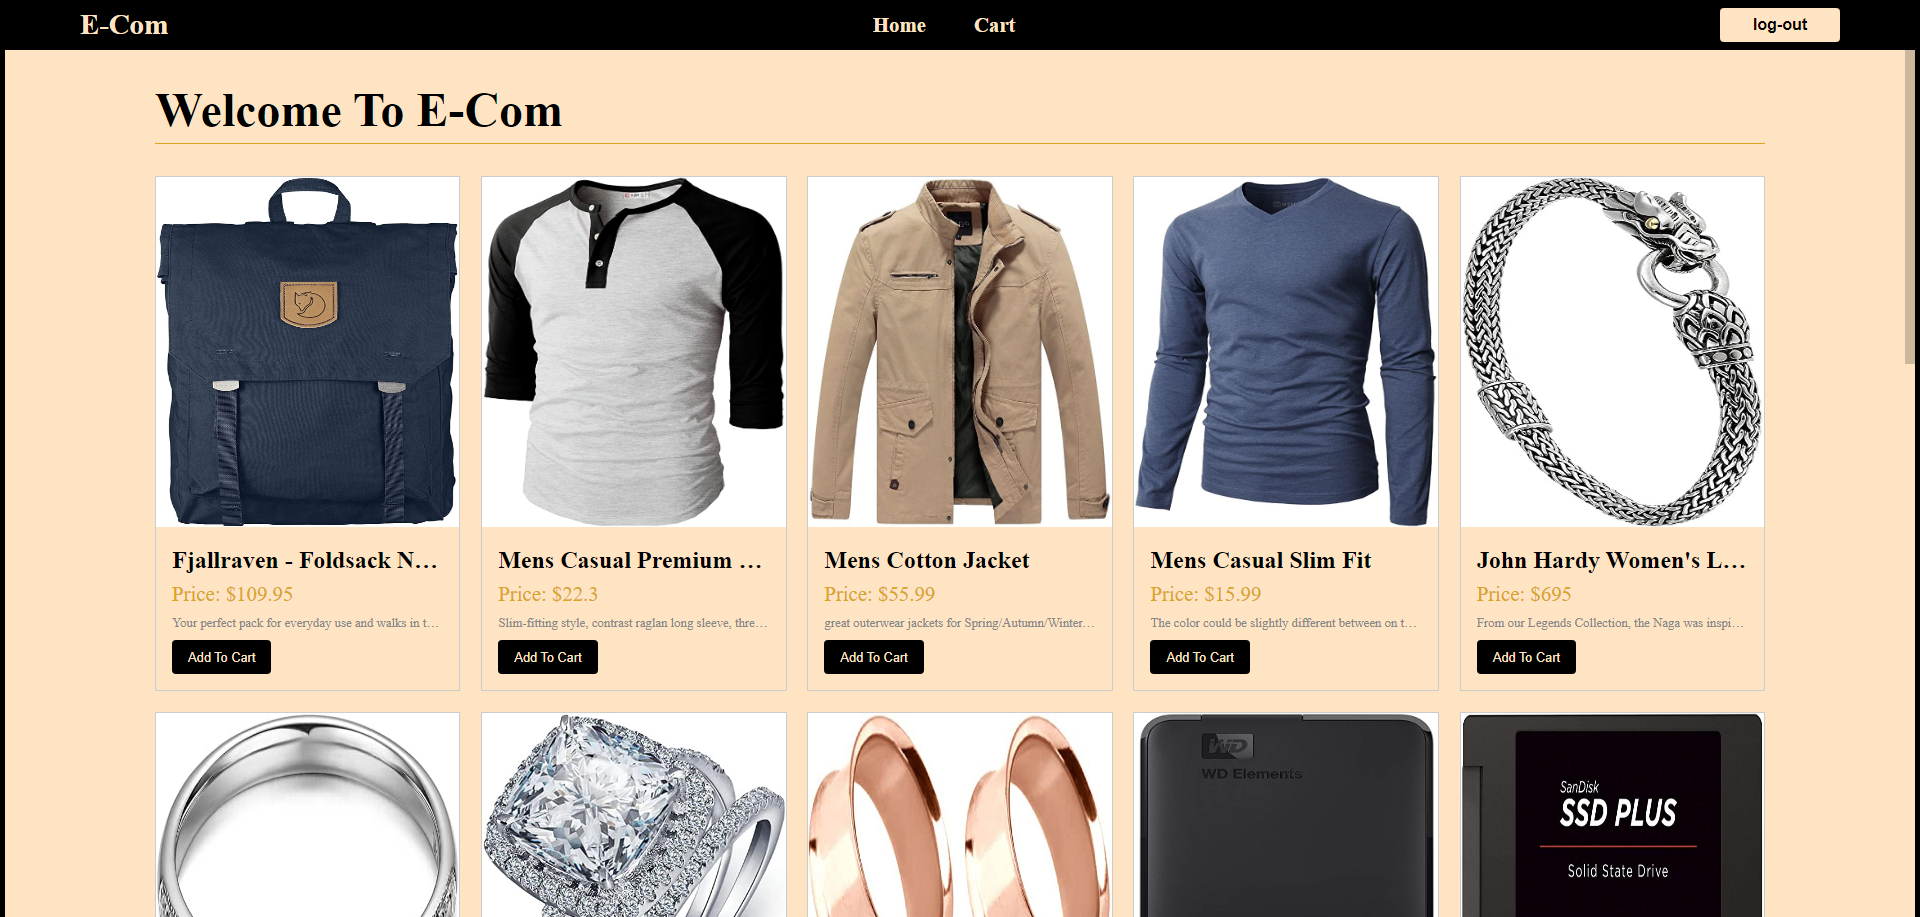 E-Com
Home
Cart
log-out
Welcome To E-Com
Fjallraven - Foldsack N...
Price: $109.95
Your perfect pack for everyday use and walks in t...
Add To Cart
Mens Casual Premium ...
Price: $22.3
Slim-fitting style, contrast raglan long sleeve, thre...
Add To Cart
Mens Cotton Jacket
Price: $55.99
great outerwear jackets for Spring/Autumn/Winter...
Add To Cart
Mens Casual Slim Fit
Price: $15.99
The color could be slightly different between on t...
Add To Cart
John Hardy Women's L...
Price: $695
From our Legends Collection, the Naga was inspi...
Add To Cart
WD
WD Elements
SanDisk
SSD PLUS
Solid State Drive